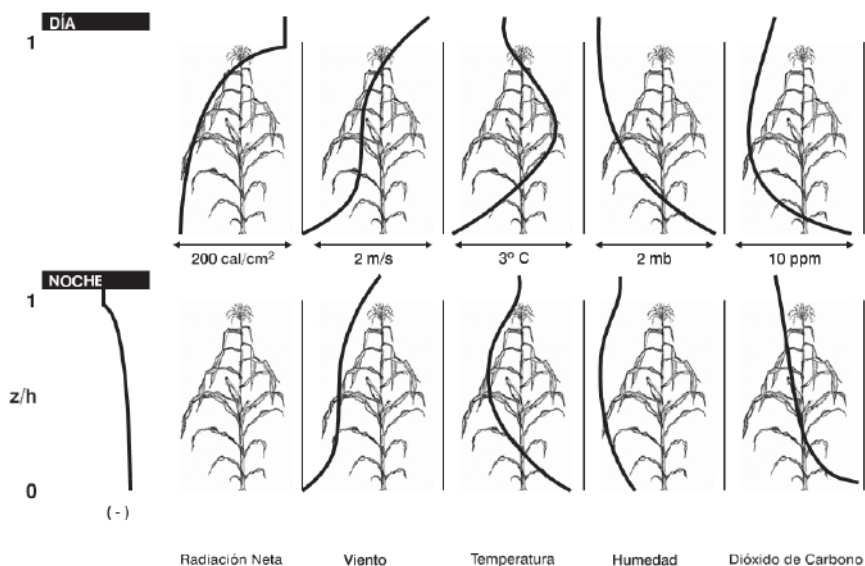 DÍA
1
200 cal/cm²
2 m/s
3º C
2 mb
10 ppm
NOCHE
1
z/h
0
(-)
Radiación Neta
Viento
Temperatura
Humedad
Dióxido de Carbono